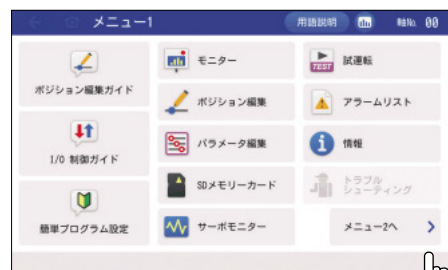 メニュー1
用語説明
軸No. 00
ポジション編集ガイド
モニター
TEST
試運転
ポジション編集
アラームリスト
I/O 制御ガイド
パラメータ編集
情報
SDメモリーカード
トラブル
シューティング
簡単プログラム設定
サーボモニター
メニュー2へ